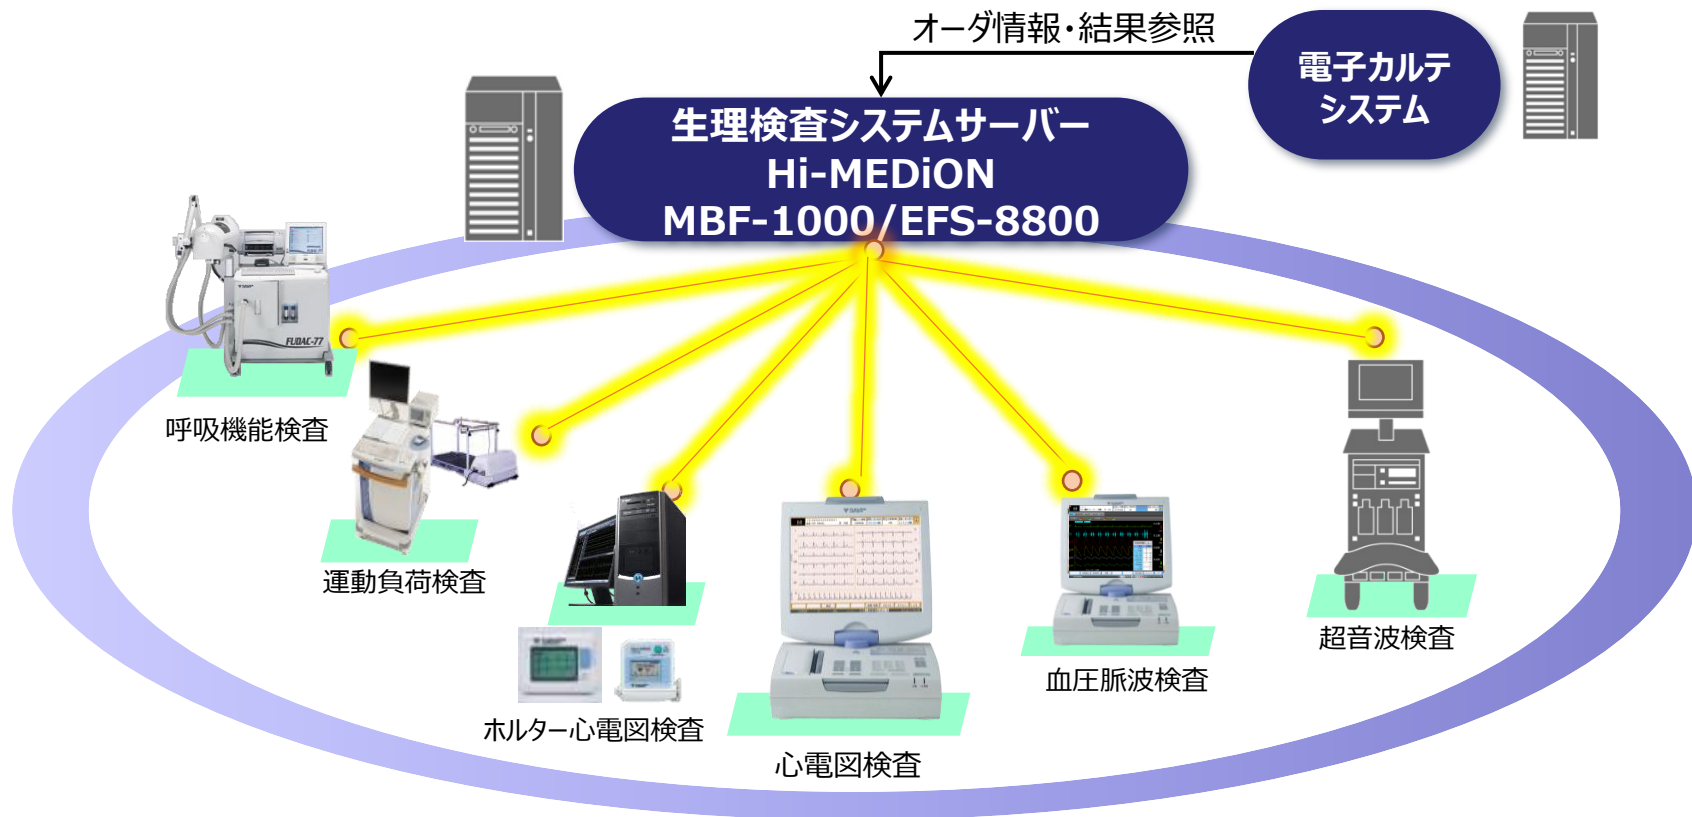 オーダ情報・結果参照
電子カルテ
システム
生理検査システムサーバー
Hi-MEDiON
MBF-1000/EFS-8800
FUDAC-77
呼吸機能検査
運動負荷検査
ホルター心電図検査
心電図検査
血圧脈波検査
超音波検査